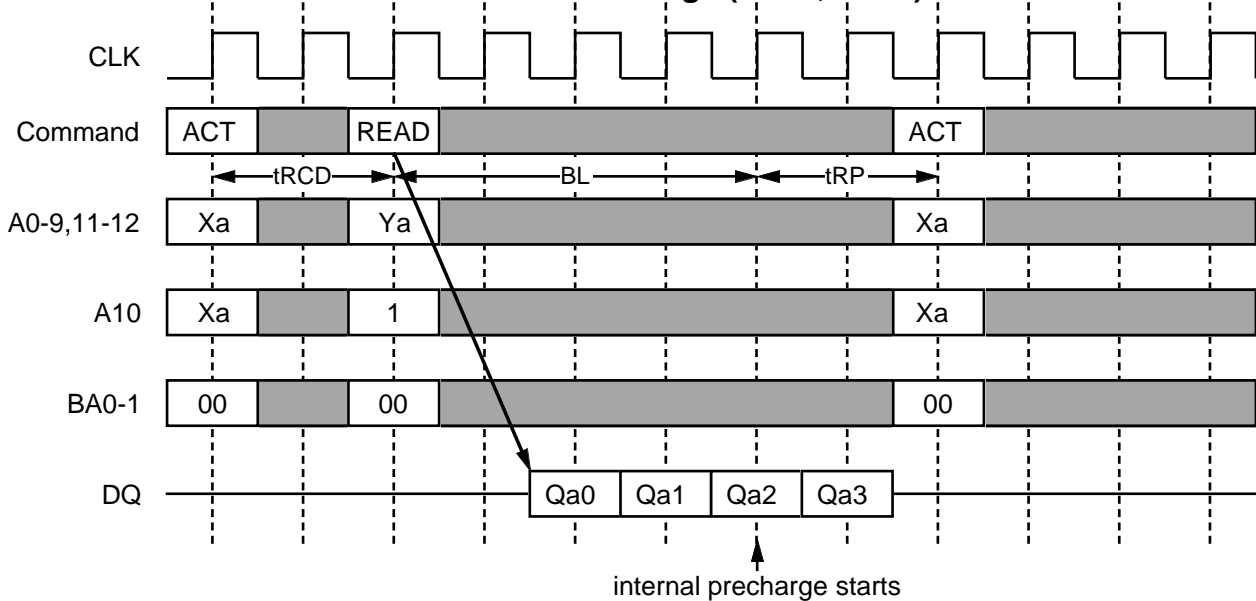 CLK
Command ACT READ ACT
tRCD BL tRP
A0-9,11-12 Xa Ya Xa
A10 Xa 1 Xa
BA0-1 00 00 00
DQ Qa0 Qa1 Qa2 Qa3
internal precharge starts